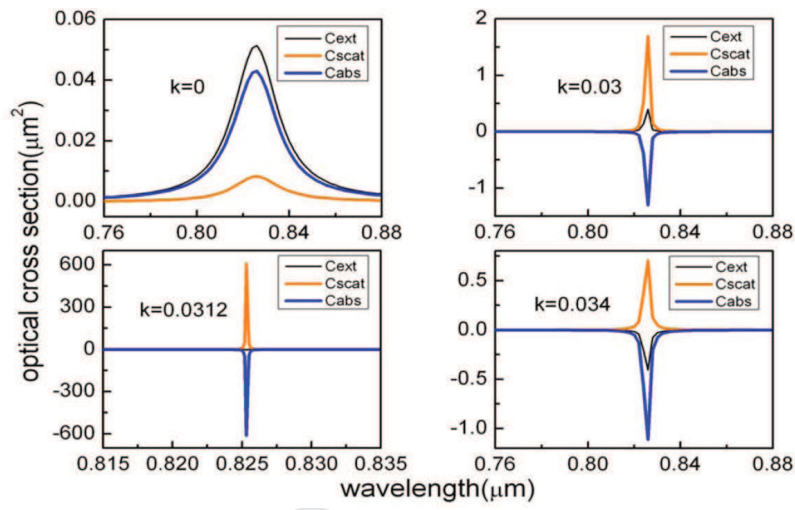 optical cross section(μm²)
0.06
0.04
0.02
0.00
k=0
Cext
Cscat
Cabs
0.76 0.80 0.84 0.88
2
1
0
-1
k=0.03
Cext
Cscat
Cabs
0.76 0.80 0.84 0.88
600
300
0
-300
-600
k=0.0312
Cext
Cscat
Cabs
0.815 0.820 0.825 0.830 0.835
0.5
0.0
-0.5
-1.0
k=0.034
Cext
Cscat
Cabs
0.76 0.80 0.84 0.88
wavelength(μm)